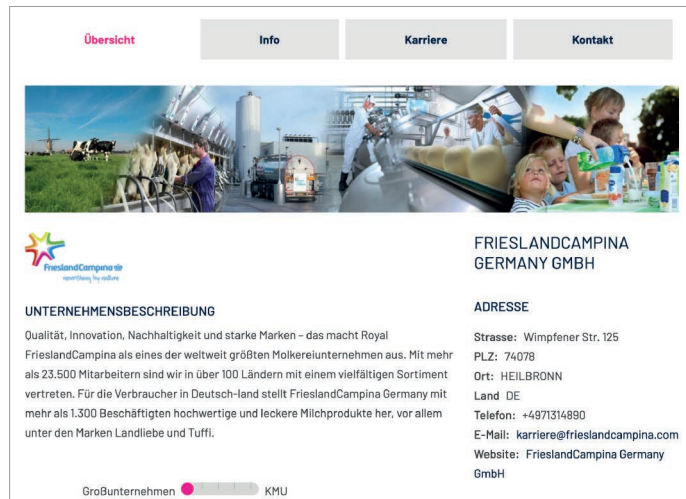 Übersicht
Info
Karriere
Kontakt
FrieslandCampina
nourishing by nature
UNTERNEHMENSBESCHREIBUNG
Qualität, Innovation, Nachhaltigkeit und starke Marken – das macht Royal
FrieslandCampina als eines der weltweit größten Molkereiunternehmen aus. Mit mehr
als 23.500 Mitarbeitern sind wir in über 100 Ländern mit einem vielfältigen Sortiment
vertreten. Für die Verbraucher in Deutsch-land stellt FrieslandCampina Germany mit
mehr als 1.300 Beschäftigten hochwertige und leckere Milchprodukte her, vor allem
unter den Marken Landliebe und Tuffi.
Großunternehmen
KMU
FRIESLANDCAMPINA
GERMANY GMBH
ADRESSE
Strasse: Wimpfener Str. 125
PLZ: 74078
Ort: HEILBRONN
Land DE
Telefon: +4971314890
E-Mail: karriere@frieslandcampina.com
Website: FrieslandCampina Germany
GmbH